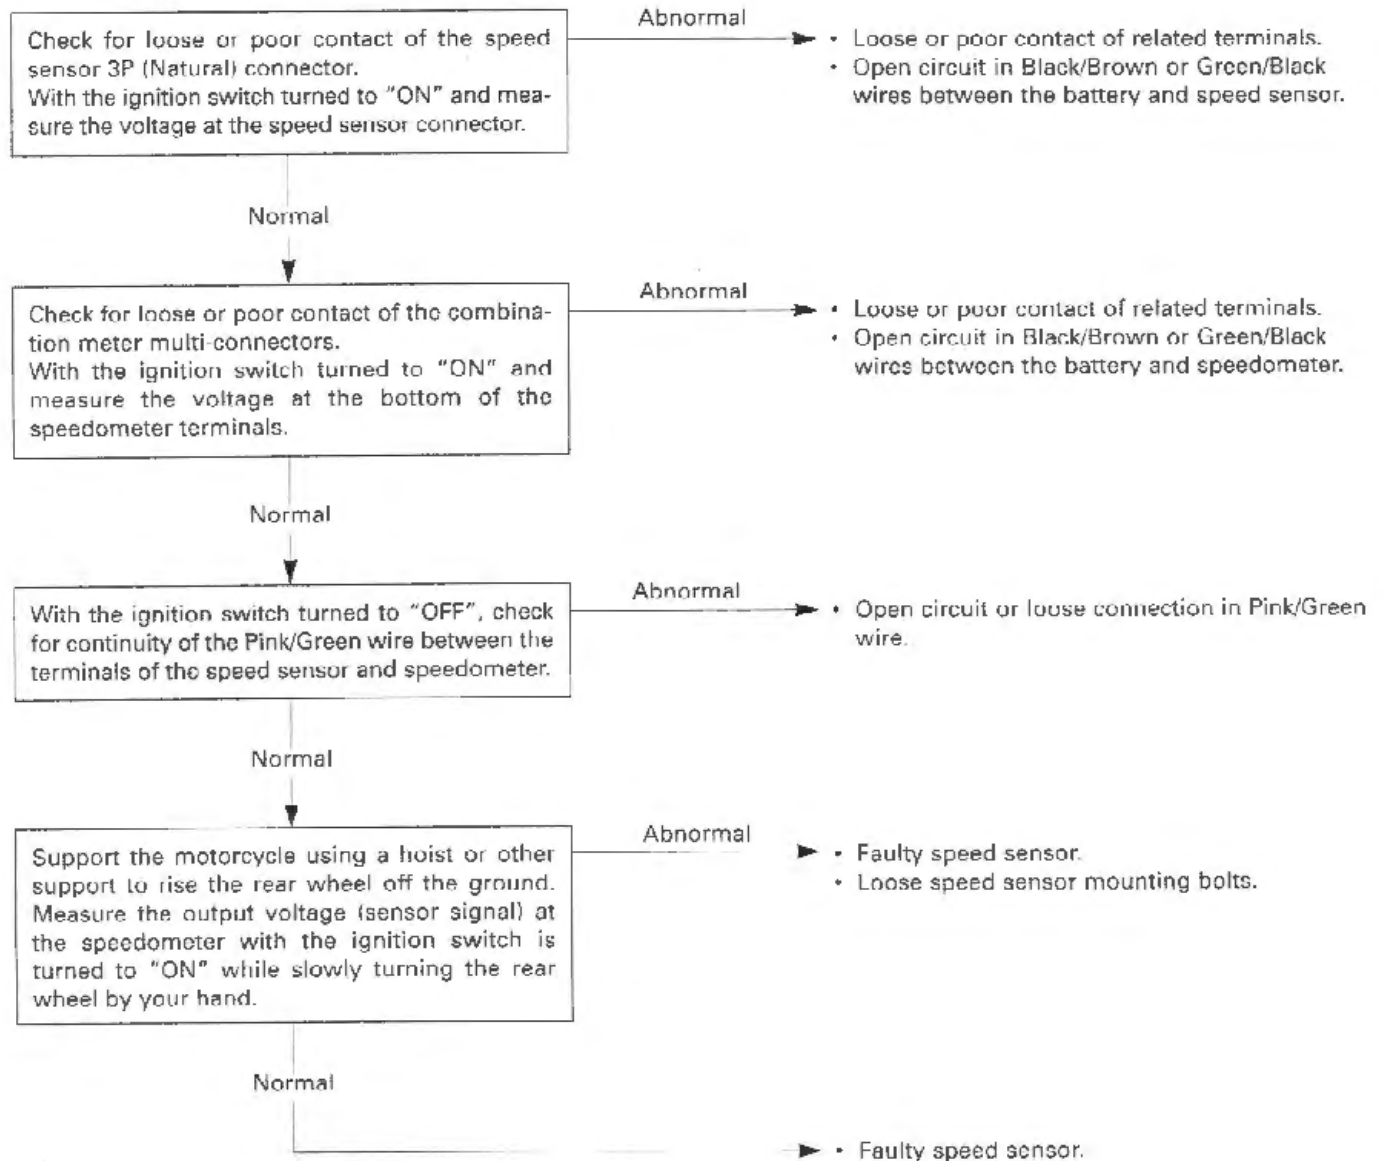 Check for loose or poor contact of the speed
sensor 3P (Natural) connector.
With the ignition switch turned to "ON" and mea-
sure the voltage at the speed sensor connector.
Abnormal
• Loose or poor contact of related terminals.
• Open circuit in Black/Brown or Green/Black
wires between the battery and speed sensor.
Normal
Check for loose or poor contact of the combina-
tion meter multi-connectors.
With the ignition switch turned to "ON" and
measure the voltage at the bottom of the
speedometer terminals.
Abnormal
• Loose or poor contact of related terminals.
• Open circuit in Black/Brown or Green/Black
wires between the battery and speedometer.
Normal
With the ignition switch turned to "OFF", check
for continuity of the Pink/Green wire between the
terminals of the speed sensor and speedometer.
Abnormal
• Open circuit or loose connection in Pink/Green
wire.
Normal
Support the motorcycle using a hoist or other
support to rise the rear wheel off the ground.
Measure the output voltage (sensor signal) at
the speedometer with the ignition switch is
turned to "ON" while slowly turning the rear
wheel by your hand.
Abnormal
• Faulty speed sensor.
• Loose speed sensor mounting bolts.
Normal
• Faulty speed sensor.